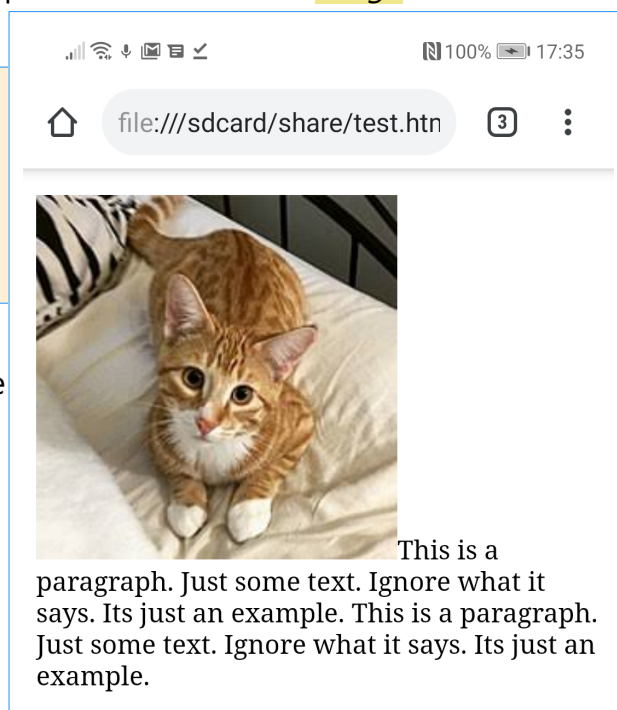 100% 17:35
file:///sdcard/share/test.htm
3
This is a
paragraph. Just some text. Ignore what it
says. Its just an example. This is a paragraph.
Just some text. Ignore what it says. Its just an
example.